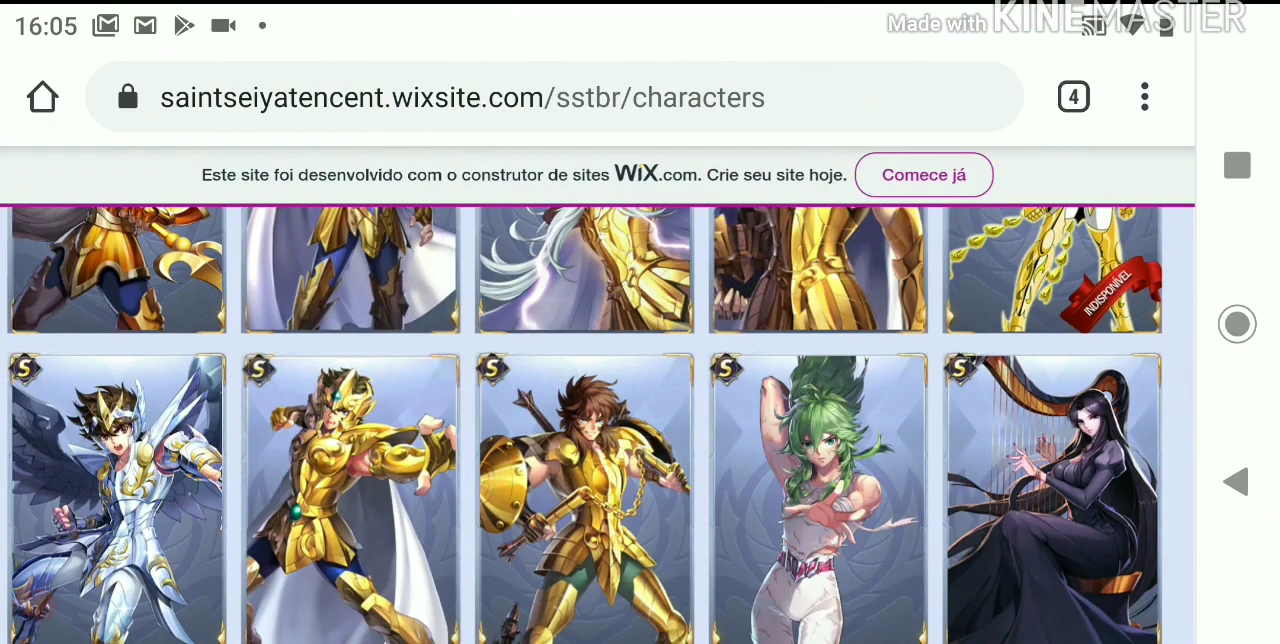 16:05
Made with KINEMASTER
saintseiyatencent.wixsite.com/sstbr/characters
4
Este site foi desenvolvido com o construtor de sites WiX.com. Crie seu site hoje.
Comece já
INDISPONÍVEL
S S S S S